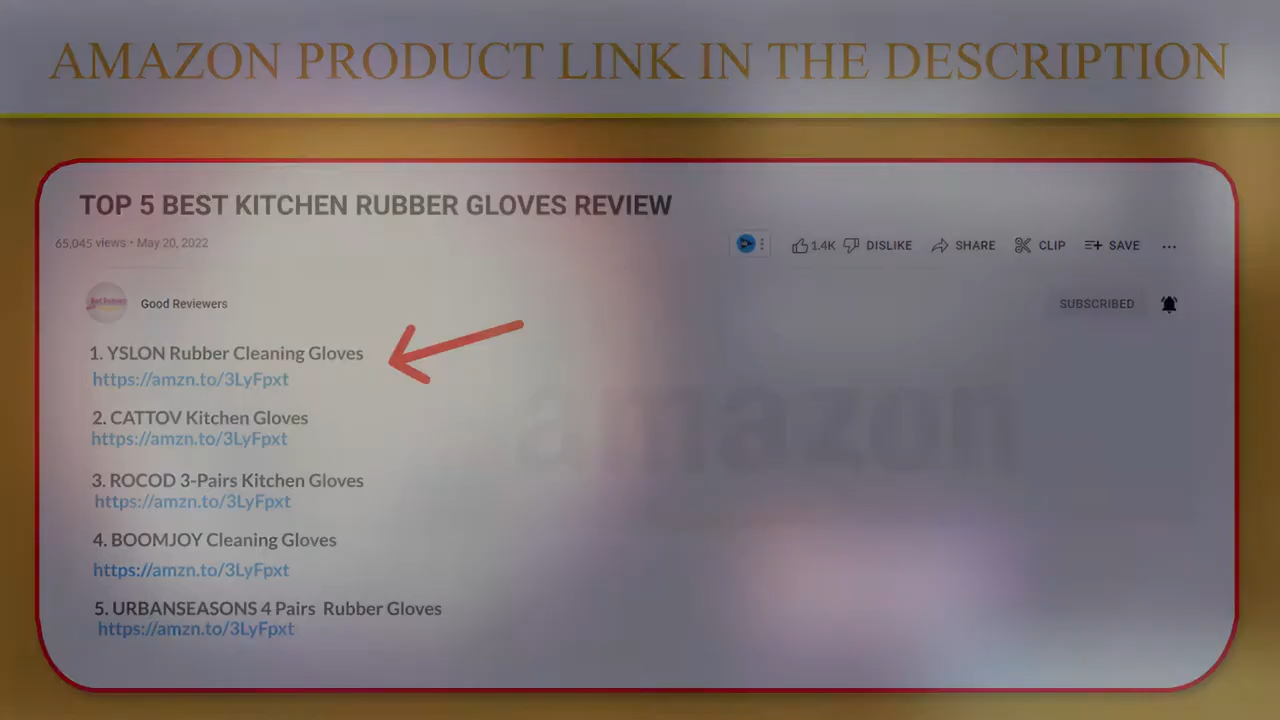 AMAZON PRODUCT LINK IN THE DESCRIPTION
TOP 5 BEST KITCHEN RUBBER GLOVES REVIEW
65,045 views • May 20, 2022
1.4K DISLIKE SHARE CLIP SAVE ...
Good Reviewers
SUBSCRIBED
1. YSLON Rubber Cleaning Gloves
https://amzn.to/3LyFpxt
2. CATTOV Kitchen Gloves
https://amzn.to/3LyFpxt
3. ROCOD 3-Pairs Kitchen Gloves
https://amzn.to/3LyFpxt
4. BOOMJOY Cleaning Gloves
https://amzn.to/3LyFpxt
5. URBANSEASONS 4 Pairs Rubber Gloves
https://amzn.to/3LyFpxt
amazon